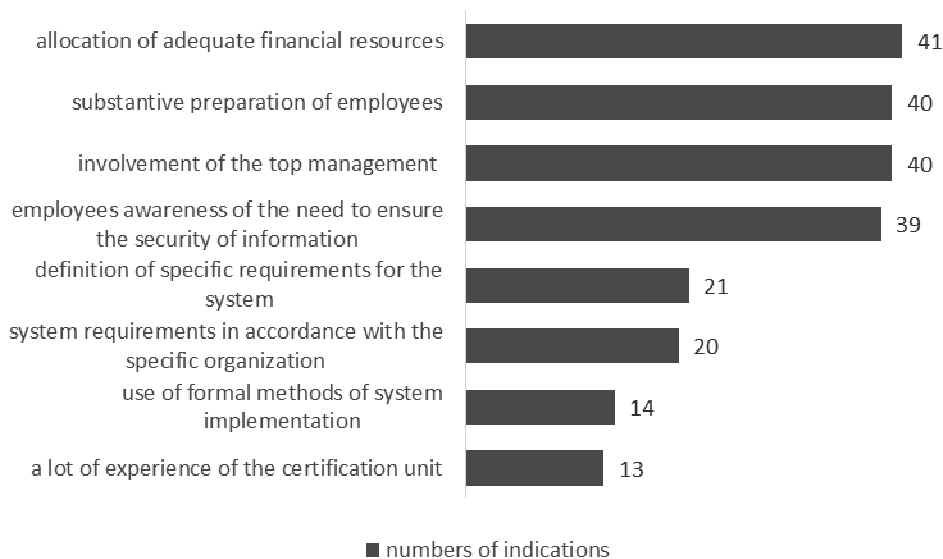 allocation of adequate financial resources
41
substantive preparation of employees
40
involvement of the top management
40
employees awareness of the need to ensure
the security of information
39
definition of specific requirements for the
system
21
system requirements in accordance with the
specific organization
20
use of formal methods of system
implementation
14
a lot of experience of the certification unit
13
numbers of indications